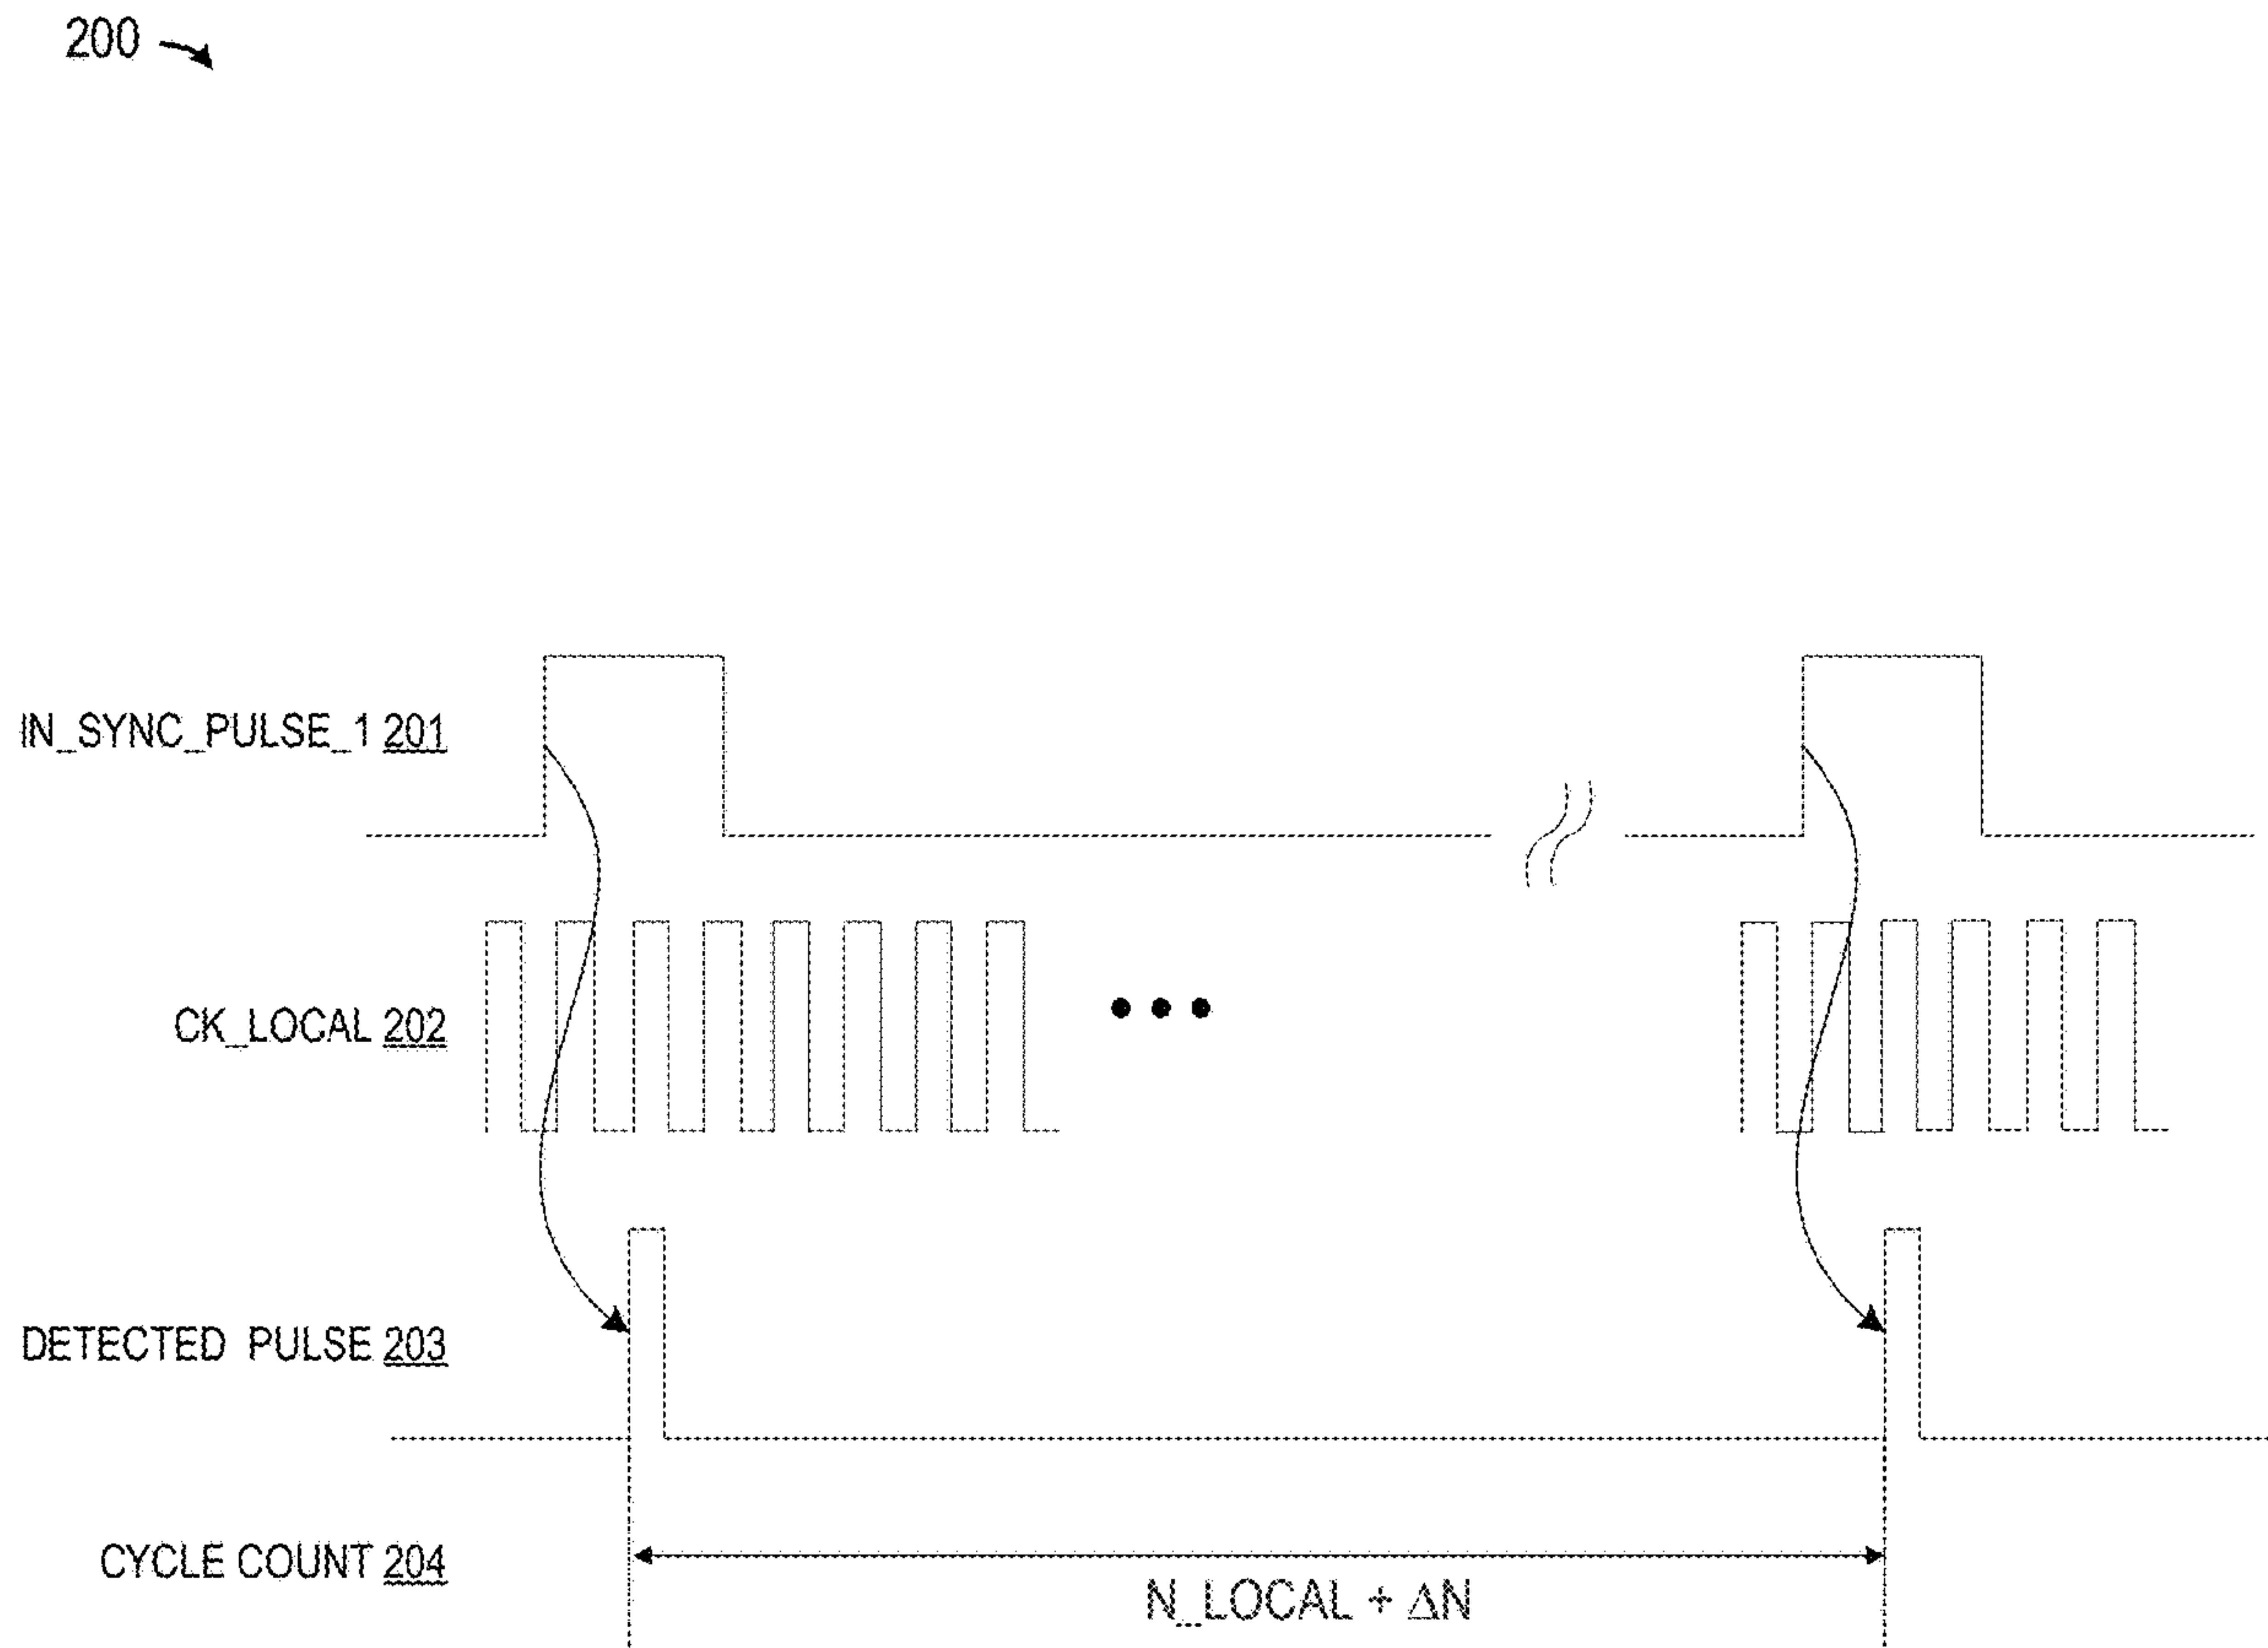 200
IN_SYNC_PULSE_1 201
CK_LOCAL 202
DETECTED PULSE 203
CYCLE COUNT 204
N_LOCAL + ΔN